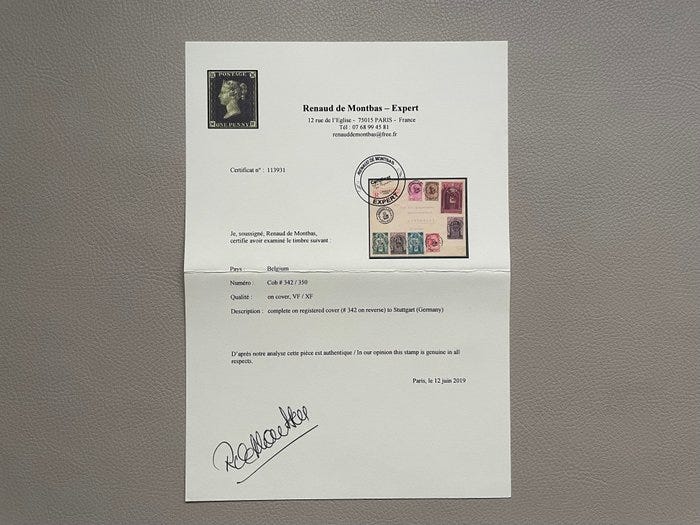 POSTAGE
ONE PENNY
Renaud de Montbas – Expert
12 rue de l'Eglise - 75015 PARIS - France
Tél : 07 68 99 45 81
renauddemontbas@free.fr
Certificat n° : 113931
RENAUD DE MONTBAS
EXPERT
Je, soussigné, Renaud de Montbas,
certifie avoir examiné le timbre suivant :
Pays : Belgium
Numéro : Cob # 342 / 350
Qualité : on cover, VF / XF
Description : complete on registered cover (# 342 on reverse) to Stuttgart (Germany)
D'après notre analyse cette pièce est authentique / In our opinion this stamp is genuine in all
respects.
Paris, le 12 juin 2019